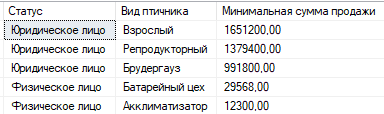 Статус Вид птичника Минимальная сумма продажи
Юридическое лицо Взрослый 1651200,00
Юридическое лицо Репродукторный 1379400,00
Юридическое лицо Брудергауз 991800,00
Физическое лицо Батарейный цех 29568,00
Физическое лицо Акклиматизатор 12300,00